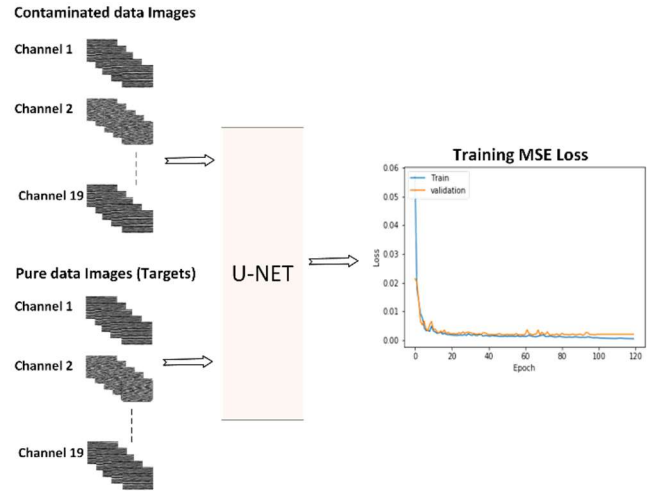 Contaminated data Images
Channel 1
Channel 2
Channel 19
Pure data Images (Targets)
Channel 1
Channel 2
Channel 19
U-NET
Training MSE Loss
Train
validation
0.06
0.05
0.04
0.03
0.02
0.01
0.00
Loss
0 20 40 60 80 100 120
Epoch